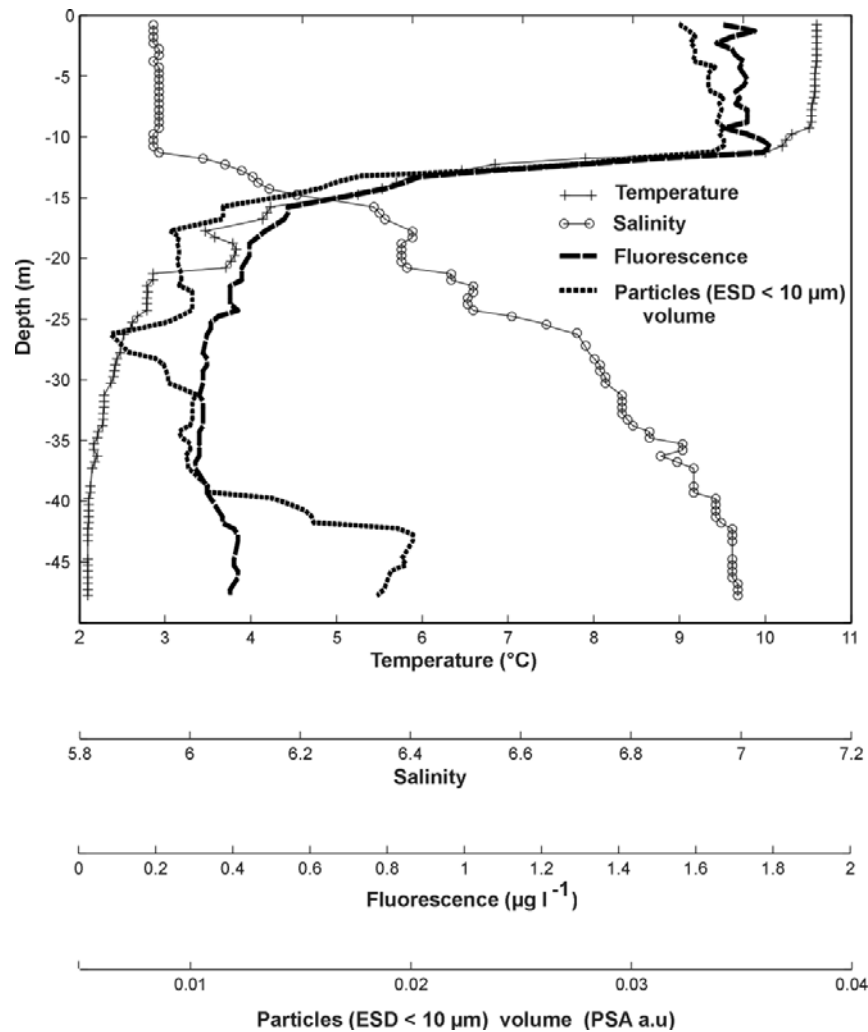 0
-5
-10
-15
-20
-25
-30
-35
-40
-45
Depth (m)
Temperature
Salinity
Fluorescence
Particles (ESD < 10 µm)
volume
2 3 4 5 6 7 8 9 10 11
Temperature (°C)
5.8 6 6.2 6.4 6.6 6.8 7 7.2
Salinity
0 0.2 0.4 0.6 0.8 1 1.2 1.4 1.6 1.8 2
Fluorescence (µg l⁻¹)
0.01 0.02 0.03 0.04
Particles (ESD < 10 µm) volume (PSA a.u)